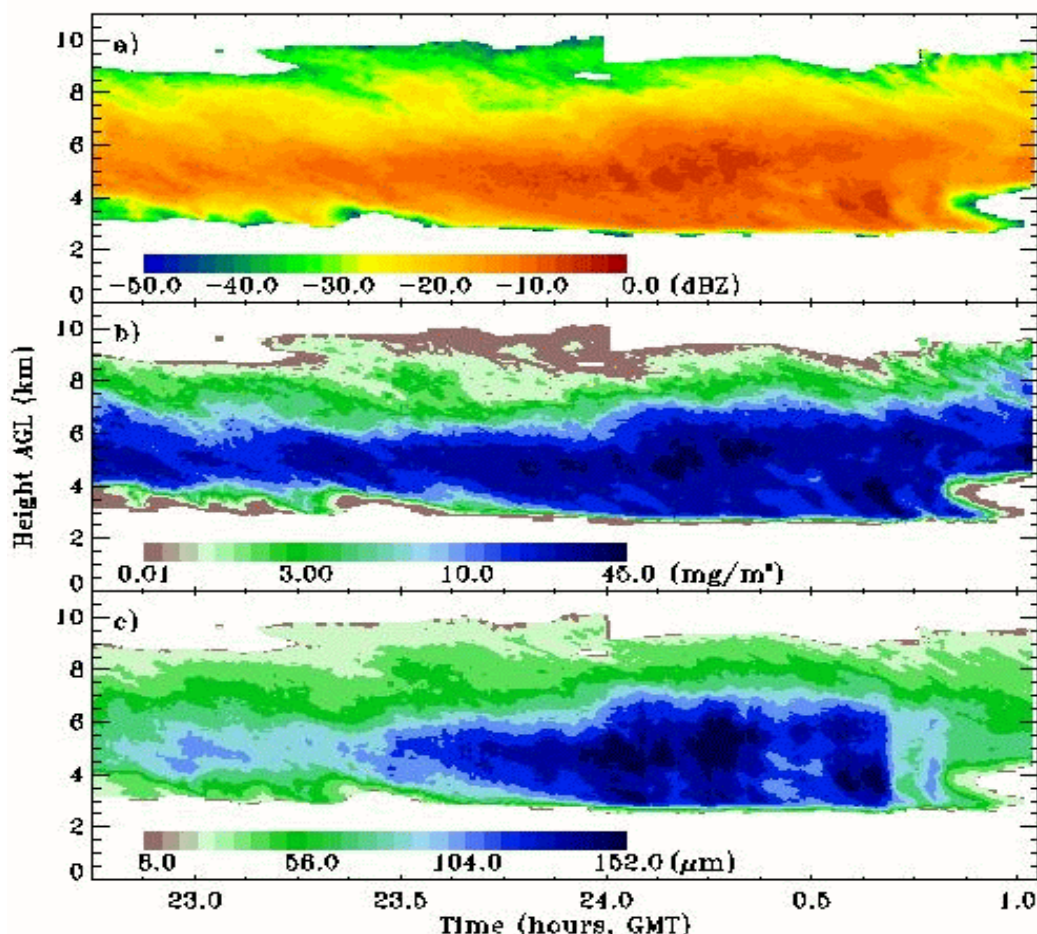 a)
10
8
6
4
2
0
−50.0 −40.0 −30.0 −20.0 −10.0 0.0 (dBZ)
b)
10
8
6
4
2
0
0.01 3.00 10.0 45.0 (mg/m³)
Height AGL (km)
c)
10
8
6
4
2
0
8.0 56.0 104.0 152.0 (μm)
23.0 23.5 24.0 0.5 1.0
Time (hours, GMT)